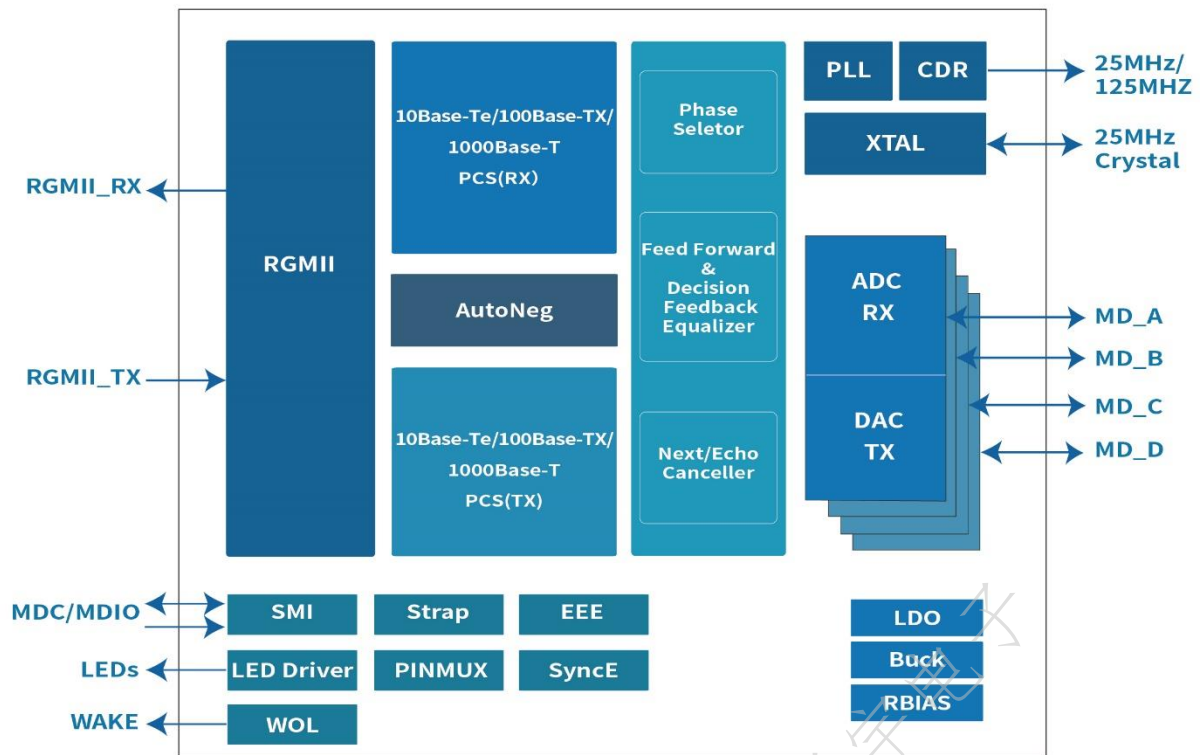 PLL
CDR
25MHz/
125MHZ
XTAL
25MHz
Crystal
10Base-Te/100Base-TX/
1000Base-T
PCS(RX)
Phase
Seletor
RGMII_RX
RGMII
Feed Forward
&
Decision
Feedback
Equalizer
AutoNeg
ADC
RX
MD_A
MD_B
RGMII_TX
MD_C
DAC
TX
MD_D
10Base-Te/100Base-TX/
1000Base-T
PCS(TX)
Next/Echo
Canceller
MDC/MDIO
SMI
Strap
EEE
LDO
LEDs
LED Driver
PINMUX
SyncE
Buck
WAKE
WOL
RBIAS
电子